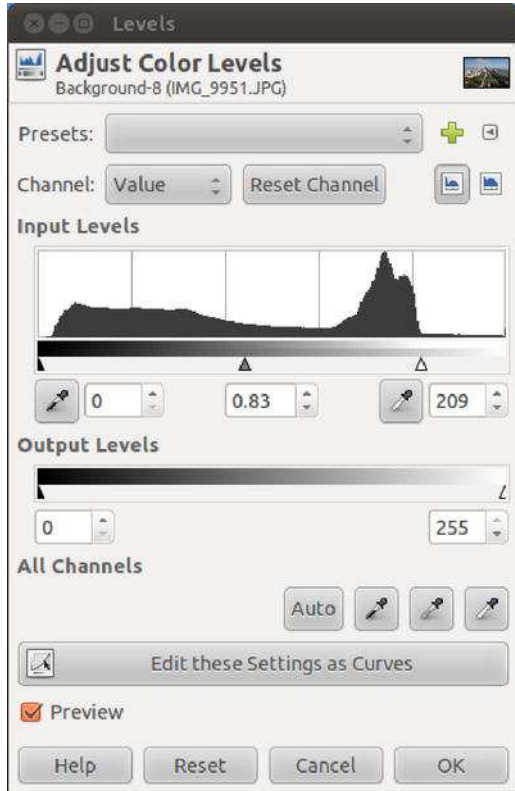 Levels
Adjust Color Levels
Background-8 (IMG_9951.JPG)
Presets:
Channel: Value Reset Channel
Input Levels
0 0.83 209
Output Levels
0 255
All Channels
Auto
Edit these Settings as Curves
Preview
Help Reset Cancel OK